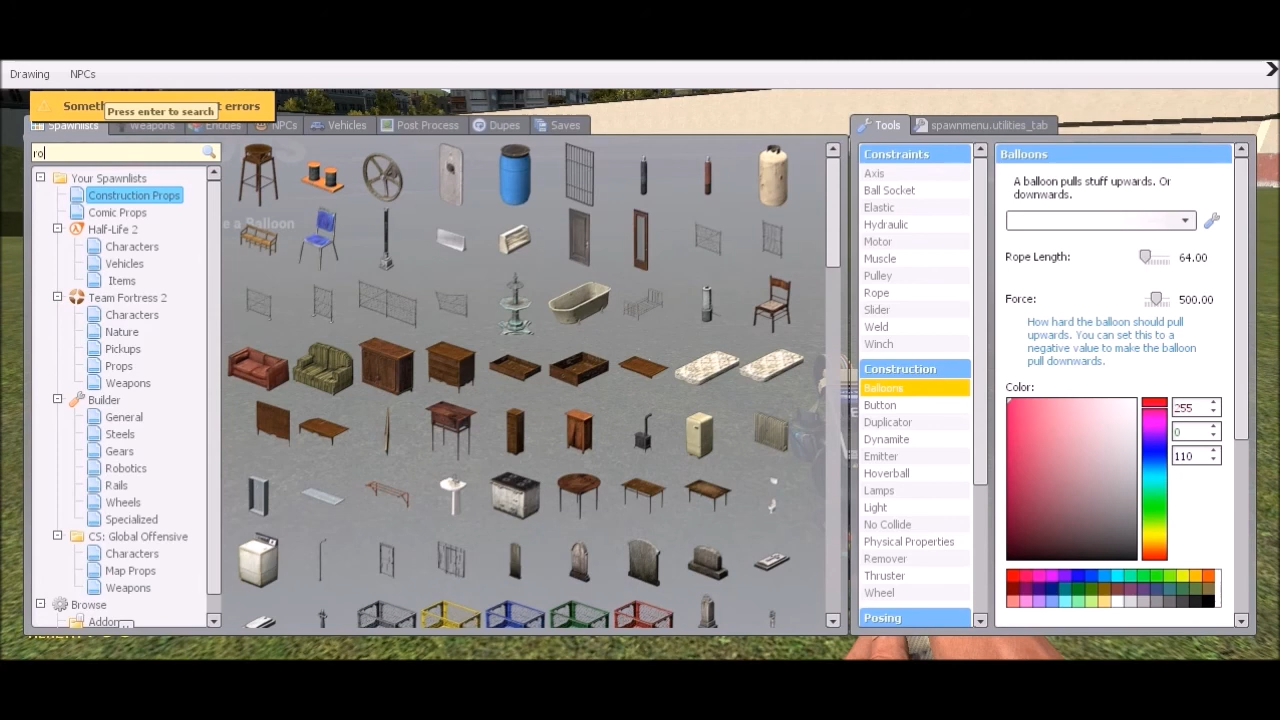 Drawing NPCs
Press enter to search
errors
Spawnlists Weapons Entities NPCs Vehicles Post Process Dupes Saves
ro
Your Spawnlists
Construction Props
Comic Props
Half-Life 2
Characters
Vehicles
Items
Team Fortress 2
Characters
Nature
Pickups
Props
Weapons
Builder
General
Steels
Gears
Robotics
Rails
Wheels
Specialized
CS: Global Offensive
Characters
Map Props
Weapons
Browse
e a Balloon
Tools spawnmenu.utilities_tab
Constraints
Axis
Ball Socket
Elastic
Hydraulic
Motor
Muscle
Pulley
Rope
Slider
Weld
Winch
Construction
Balloons
Button
Duplicator
Dynamite
Emitter
Hoverball
Lamps
Light
No Collide
Physical Properties
Remover
Thruster
Wheel
Posing
Balloons
A balloon pulls stuff upwards. Or
downwards.
Rope Length: 64.00
Force: 500.00
How hard the balloon should pull
upwards. You can set this to a
negative value to make the balloon
pull downwards.
Color:
255
0
110